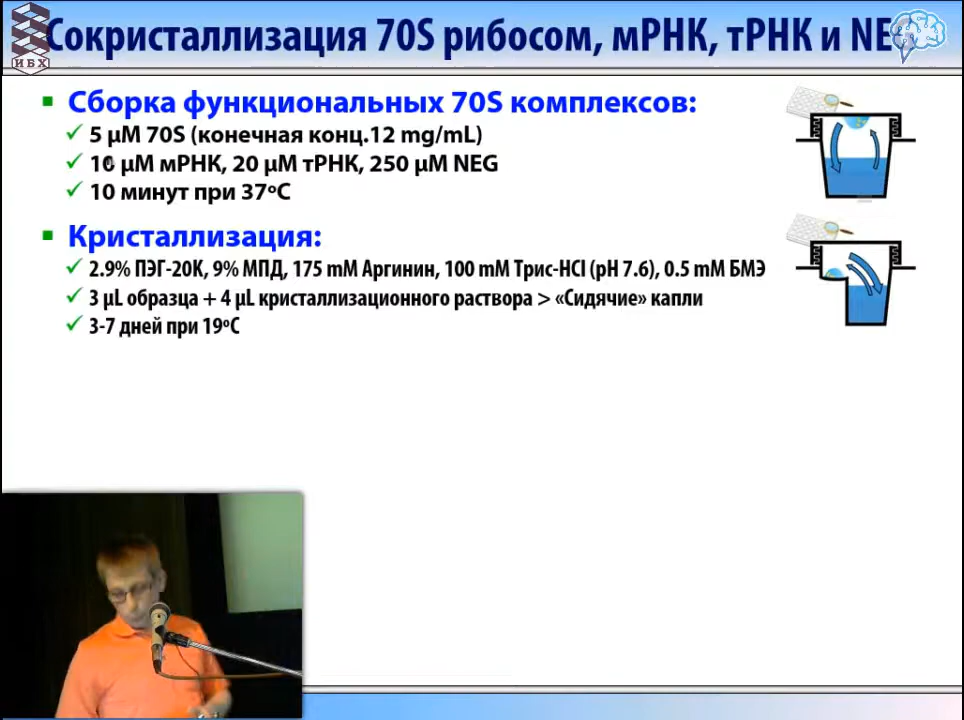 Сокристаллизация 70S рибосом, мРНК, тРНК и NE
ИБХ
Сборка функциональных 70S комплексов:
5 µM 70S (конечная конц.12 mg/mL)
10 µM мРНК, 20 µM тРНК, 250 µM NEG
10 минут при 37ºC
Кристаллизация:
2.9% ПЭГ-20К, 9% МПД, 175 mM Аргинин, 100 mM Трис-HCl (pH 7.6), 0.5 mM БМЭ
3 µL образца + 4 µL кристаллизационного раствора > «Сидячие» капли
3-7 дней при 19ºC